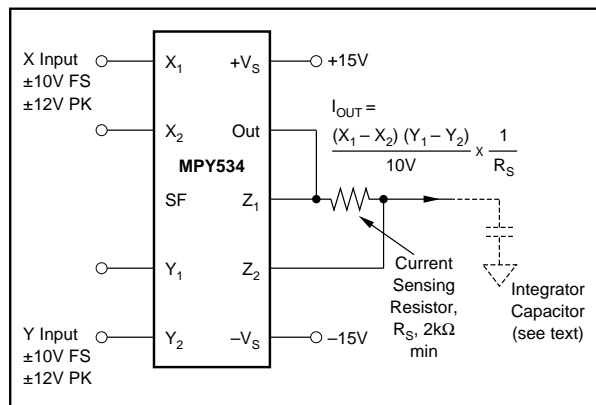 X Input
±10V FS
±12V PK
X1
X2
MPY534
SF
Y1
Y2
Y Input
±10V FS
±12V PK
+VS
+15V
Out
Z1
Z2
–VS
–15V
IOUT =
(X1 – X2) (Y1 – Y2)
10V
x
1
RS
Current
Sensing
Resistor,
RS, 2kΩ
min
Integrator
Capacitor
(see text)